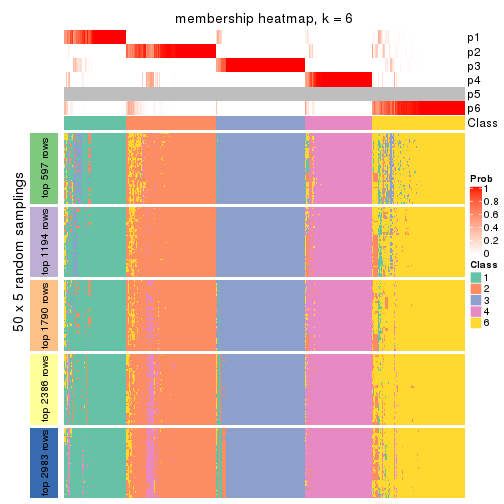 membership heatmap, k = 6
p1
p2
p3
p4
p5
p6
Class
50 x 5 random samplings
top 597 rows
top 1194 rows
top 1790 rows
top 2386 rows
top 2983 rows
Prob
1
0.8
0.6
0.4
0.2
0
Class
1
2
3
4
6